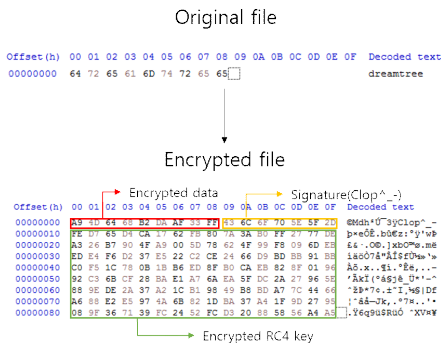 Original file
Offset(h) 00 01 02 03 04 05 06 07 08 09 0A 0B 0C 0D 0E 0F Decoded text
00000000 64 72 65 61 6D 74 72 65 65 dreamtree
Encrypted file
Encrypted data
Signature(Clop^_-)
Offset(h) 00 01 02 03 04 05 06 07 08 09 0A 0B 0C 0D 0E 0F Decoded text
00000000 A9 4D 64 68 B2 DA AF 33 FF 43 6C 6F 70 5E 5F 2D ©Mdh²Ú¯3ÿClop^_-
00000010 FE D7 65 D4 CA 17 62 FB 80 7A 3A B0 F2 27 77 DE
00000020 A3 26 B7 90 4F A9 00 5D 78 62 4F 99 F8 09 6D EB
00000030 ED E4 F6 D2 37 E5 22 C2 CE 24 66 D9 BD BB 91 BB
00000040 C0 F5 1C 78 0B 1B B6 ED 8F B0 CA EB 82 8F 01 96
00000050 92 C3 6B CF 28 BA E1 A7 6A EA 5F DC 2A 27 5C 96
00000060 88 9E DE 2A 37 A2 1C B1 98 49 B8 BD A7 7C 44 66
00000070 A6 88 E2 E5 97 4A 6B 82 1D BA 37 A4 1F 9D 27 95
00000080 08 9F 36 71 39 FC 24 52 FC D3 20 88 58 56 A4 A5
Encrypted RC4 key